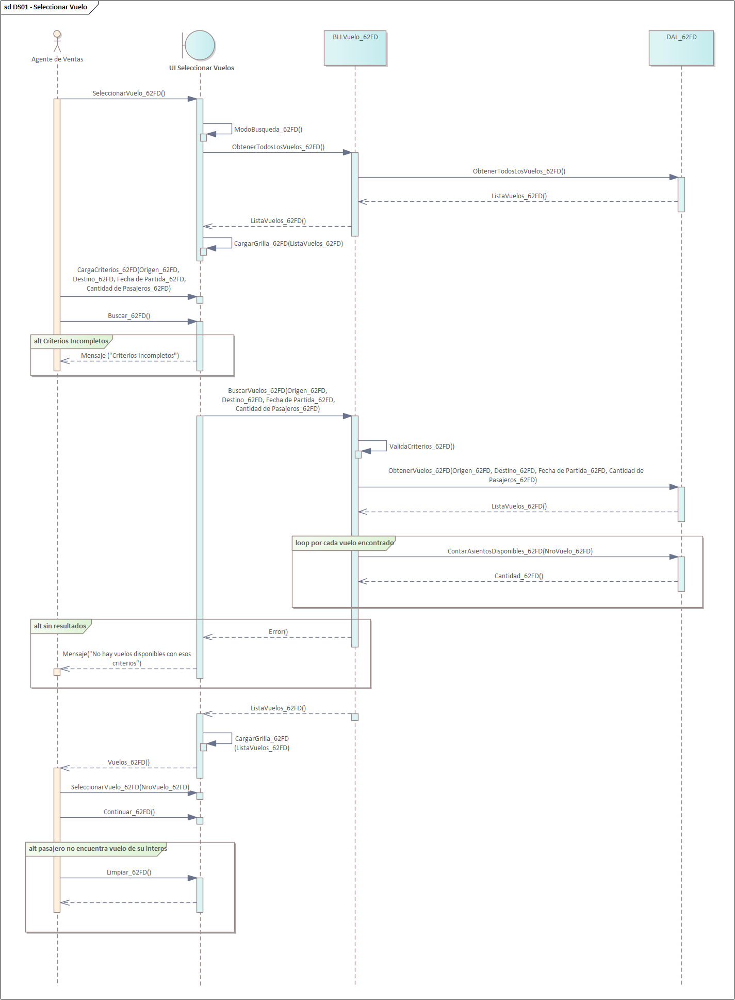 sd DS01 - Seleccionar Vuelo
Agente de Ventas
UI Seleccionar Vuelos
BLLVuelo_62FD
DAL_62FD
SeleccionarVuelo_62FD()
ModoBusqueda_62FD()
ObtenerTodosLosVuelos_62FD()
ObtenerTodosLosVuelos_62FD()
ListaVuelos_62FD()
ListaVuelos_62FD()
CargarGrilla_62FD(ListaVuelos_62FD)
CargaCriterios_62FD(Origen_62FD,
Destino_62FD, Fecha de Partida_62FD,
Cantidad de Pasajeros_62FD)
Buscar_62FD()
alt Criterios Incompletos
Mensaje ("Criterios Incompletos")
BuscarVuelos_62FD(Origen_62FD,
Destino_62FD, Fecha de Partida_62FD,
Cantidad de Pasajeros_62FD)
ValidaCriterios_62FD()
ObtenerVuelos_62FD(Origen_62FD, Destino_62FD, Fecha de Partida_62FD, Cantidad de
Pasajeros_62FD)
ListaVuelos_62FD()
loop por cada vuelo encontrado
ContarAsientosDisponibles_62FD(NroVuelo_62FD)
Cantidad_62FD()
alt sin resultados
Error()
Mensaje("No hay vuelos disponibles con esos
criterios")
ListaVuelos_62FD()
CargarGrilla_62FD
(ListaVuelos_62FD)
Vuelos_62FD()
SeleccionarVuelo_62FD(NroVuelo_62FD)
Continuar_62FD()
alt pasajero no encuentra vuelo de su interes
Limpiar_62FD()